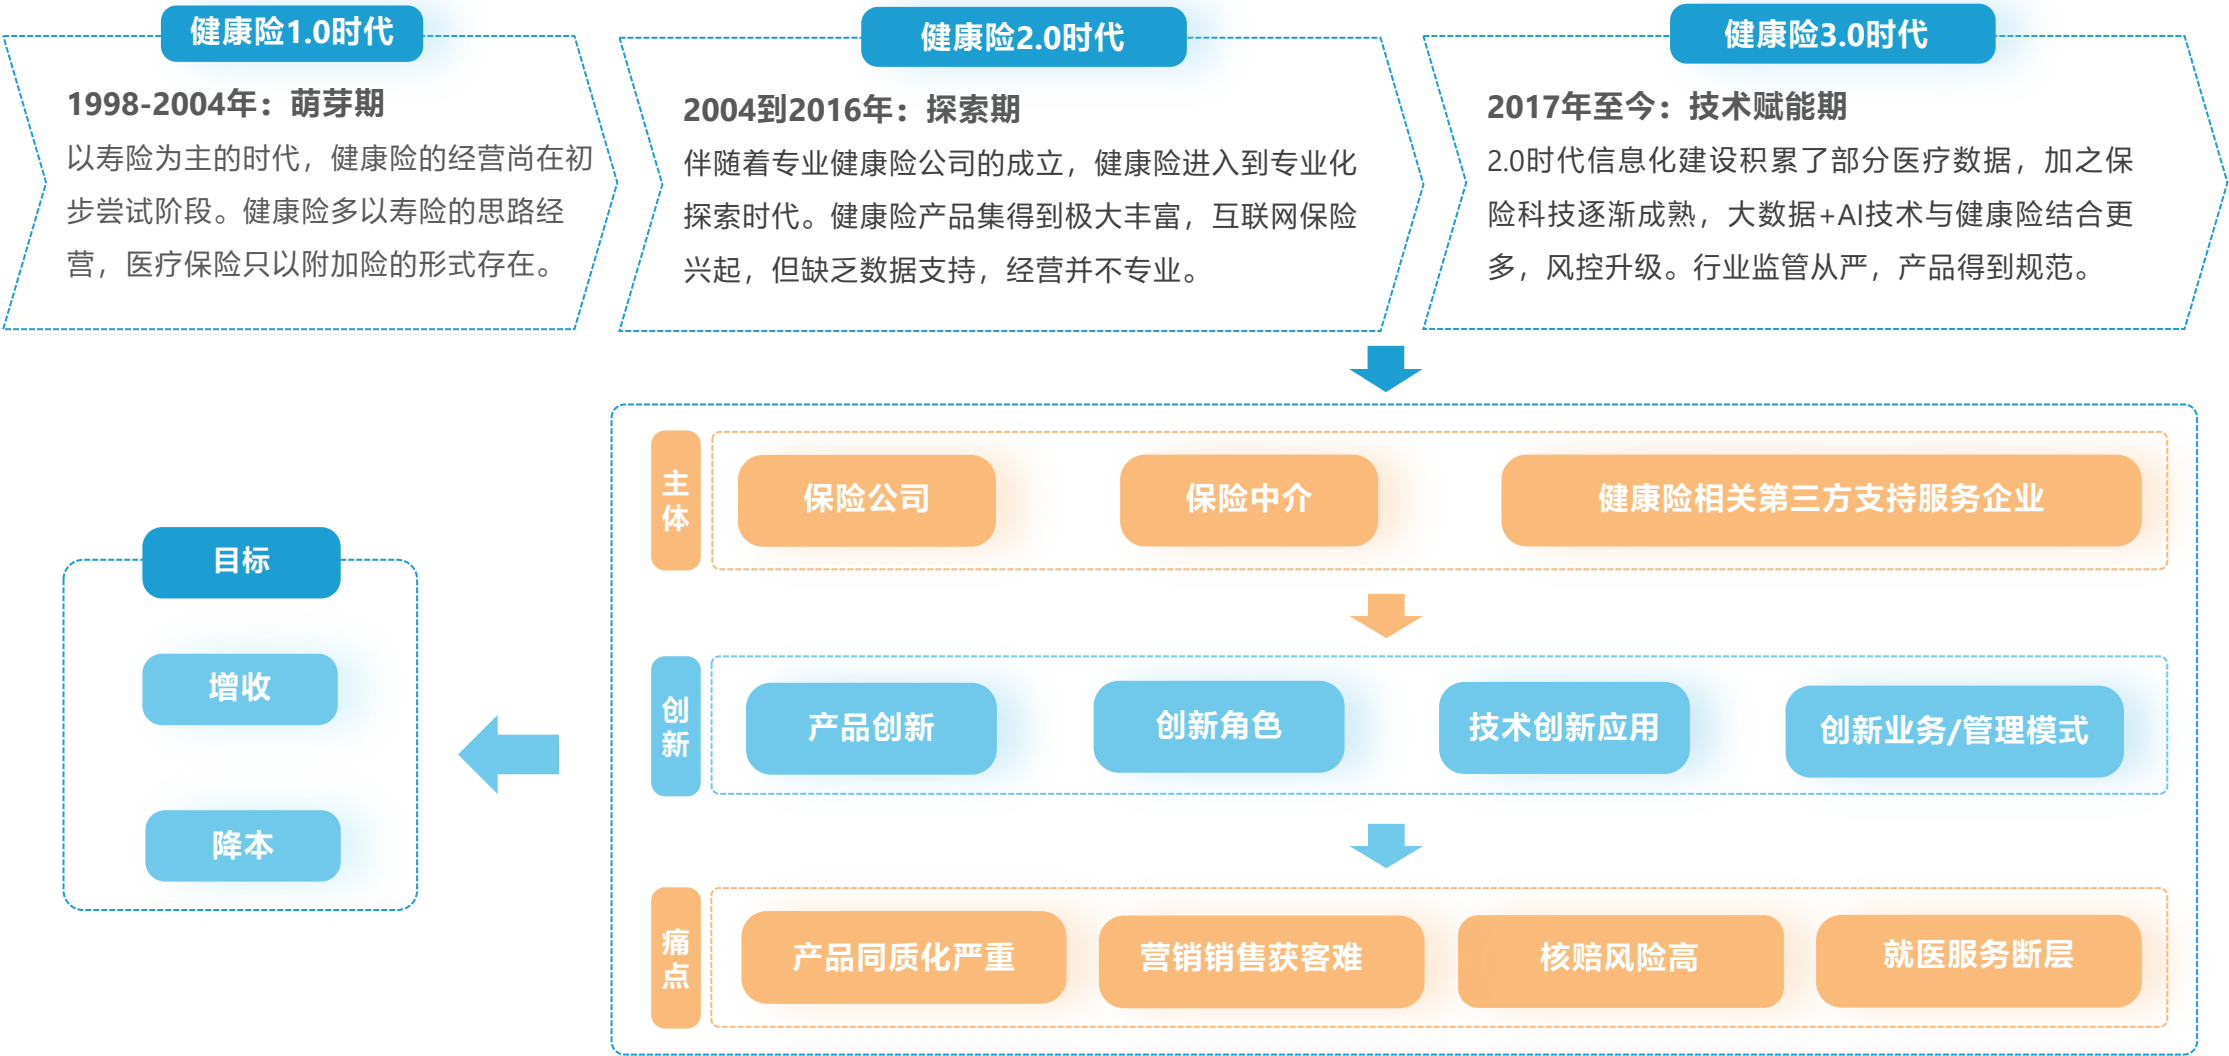 健康险1.0时代
1998-2004年：萌芽期
以寿险为主的时代，健康险的经营尚在初
步尝试阶段。健康险多以寿险的思路经
营，医疗保险只以附加险的形式存在。
健康险2.0时代
2004到2016年：探索期
伴随着专业健康险公司的成立，健康险进入到专业化
探索时代。健康险产品集得到极大丰富，互联网保险
兴起，但缺乏数据支持，经营并不专业。
健康险3.0时代
2017年至今：技术赋能期
2.0时代信息化建设积累了部分医疗数据，加之保
险科技逐渐成熟，大数据+AI技术与健康险结合更
多，风控升级。行业监管从严，产品得到规范。
主体
保险公司
保险中介
健康险相关第三方支持服务企业
创新
产品创新
创新角色
技术创新应用
创新业务/管理模式
痛点
产品同质化严重
营销销售获客难
核赔风险高
就医服务断层
目标
增收
降本